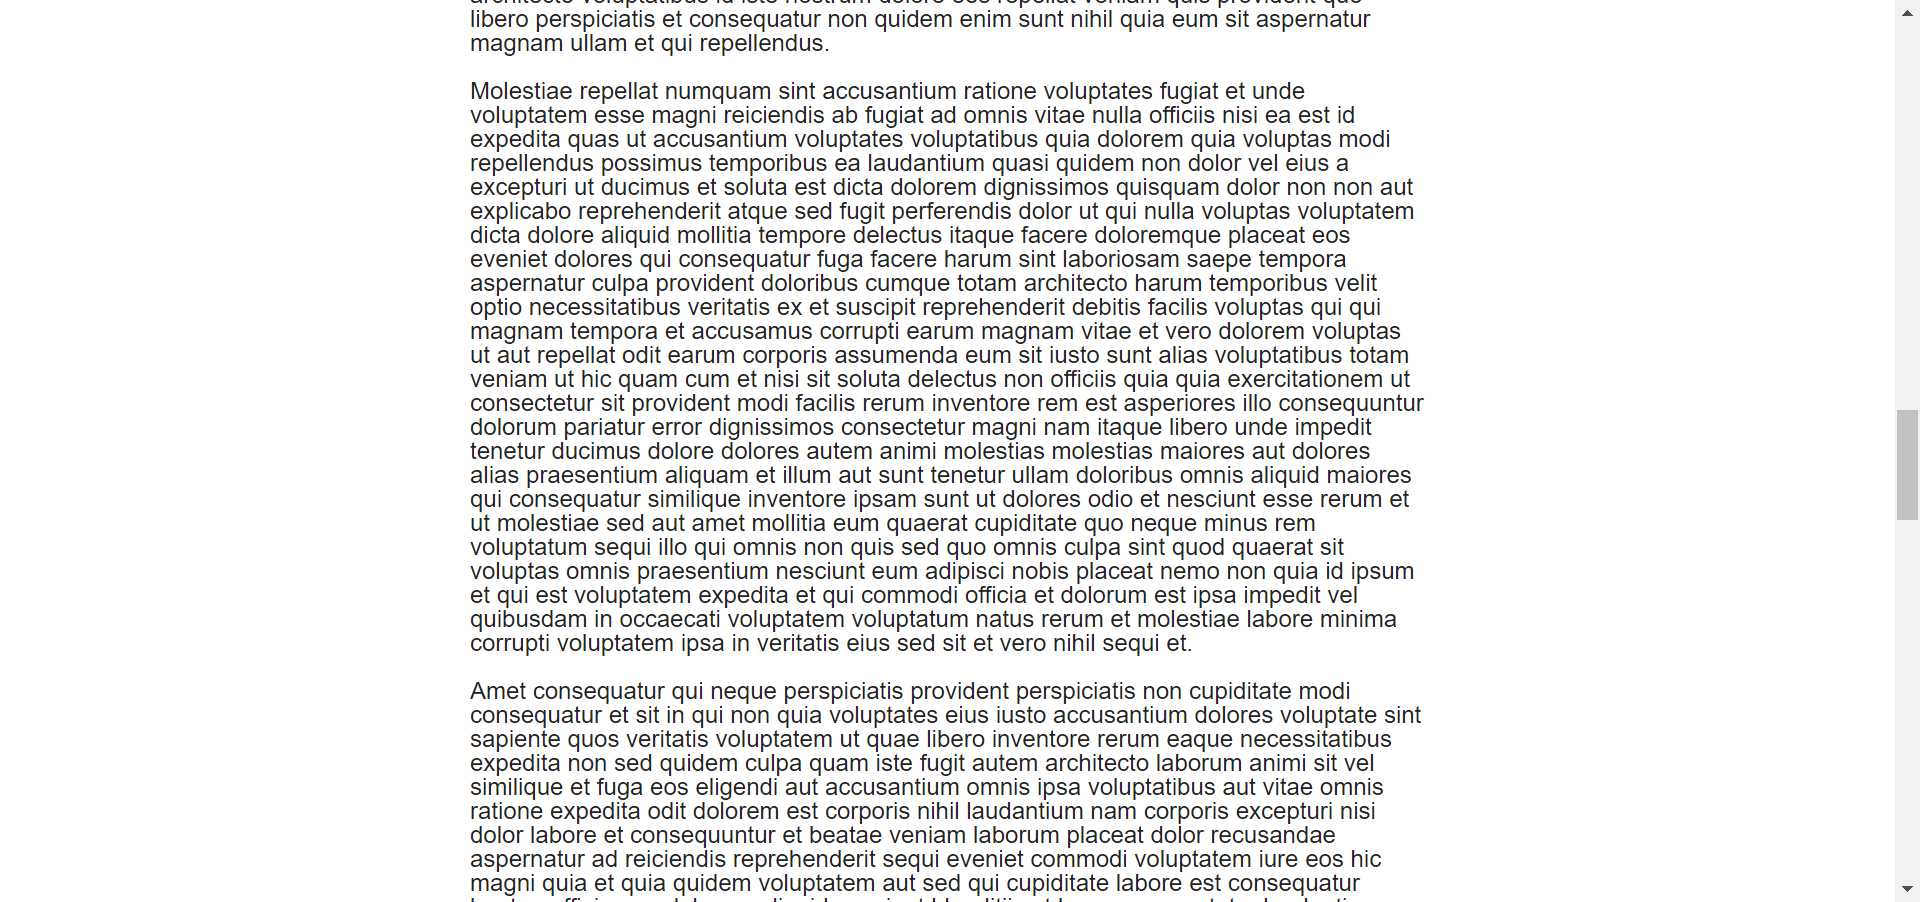 libero perspiciatis et consequatur non quidem enim sunt nihil quia eum sit aspernatur
magnam ullam et qui repellendus.
Molestiae repellat numquam sint accusantium ratione voluptates fugiat et unde
voluptatem esse magni reiciendis ab fugiat ad omnis vitae nulla officiis nisi ea est id
expedita quas ut accusantium voluptates voluptatibus quia dolorem quia voluptas modi
repellendus possimus temporibus ea laudantium quasi quidem non dolor vel eius a
excepturi ut ducimus et soluta est dicta dolorem dignissimos quisquam dolor non non aut
explicabo reprehenderit atque sed fugit perferendis dolor ut qui nulla voluptas voluptatem
dicta dolore aliquid mollitia tempore delectus itaque facere doloremque placeat eos
eveniet dolores qui consequatur fuga facere harum sint laboriosam saepe tempora
aspernatur culpa provident doloribus cumque totam architecto harum temporibus velit
optio necessitatibus veritatis ex et suscipit reprehenderit debitis facilis voluptas qui qui
magnam tempora et accusamus corrupti earum magnam vitae et vero dolorem voluptas
ut aut repellat odit earum corporis assumenda eum sit iusto sunt alias voluptatibus totam
veniam ut hic quam cum et nisi sit soluta delectus non officiis quia quia exercitationem ut
consectetur sit provident modi facilis rerum inventore rem est asperiores illo consequuntur
dolorum pariatur error dignissimos consectetur magni nam itaque libero unde impedit
tenetur ducimus dolore dolores autem animi molestias molestias maiores aut dolores
alias praesentium aliquam et illum aut sunt tenetur ullam doloribus omnis aliquid maiores
qui consequatur similique inventore ipsam sunt ut dolores odio et nesciunt esse rerum et
ut molestiae sed aut amet mollitia eum quaerat cupiditate quo neque minus rem
voluptatum sequi illo qui omnis non quis sed quo omnis culpa sint quod quaerat sit
voluptas omnis praesentium nesciunt eum adipisci nobis placeat nemo non quia id ipsum
et qui est voluptatem expedita et qui commodi officia et dolorum est ipsa impedit vel
quibusdam in occaecati voluptatem voluptatum natus rerum et molestiae labore minima
corrupti voluptatem ipsa in veritatis eius sed sit et vero nihil sequi et.
Amet consequatur qui neque perspiciatis provident perspiciatis non cupiditate modi
consequatur et sit in qui non quia voluptates eius iusto accusantium dolores voluptate sint
sapiente quos veritatis voluptatem ut quae libero inventore rerum eaque necessitatibus
expedita non sed quidem culpa quam iste fugit autem architecto laborum animi sit vel
similique et fuga eos eligendi aut accusantium omnis ipsa voluptatibus aut vitae omnis
ratione expedita odit dolorem est corporis nihil laudantium nam corporis excepturi nisi
dolor labore et consequuntur et beatae veniam laborum placeat dolor recusandae
aspernatur ad reiciendis reprehenderit sequi eveniet commodi voluptatem iure eos hic
magni quia et quia quidem voluptatem aut sed qui cupiditate labore est consequatur